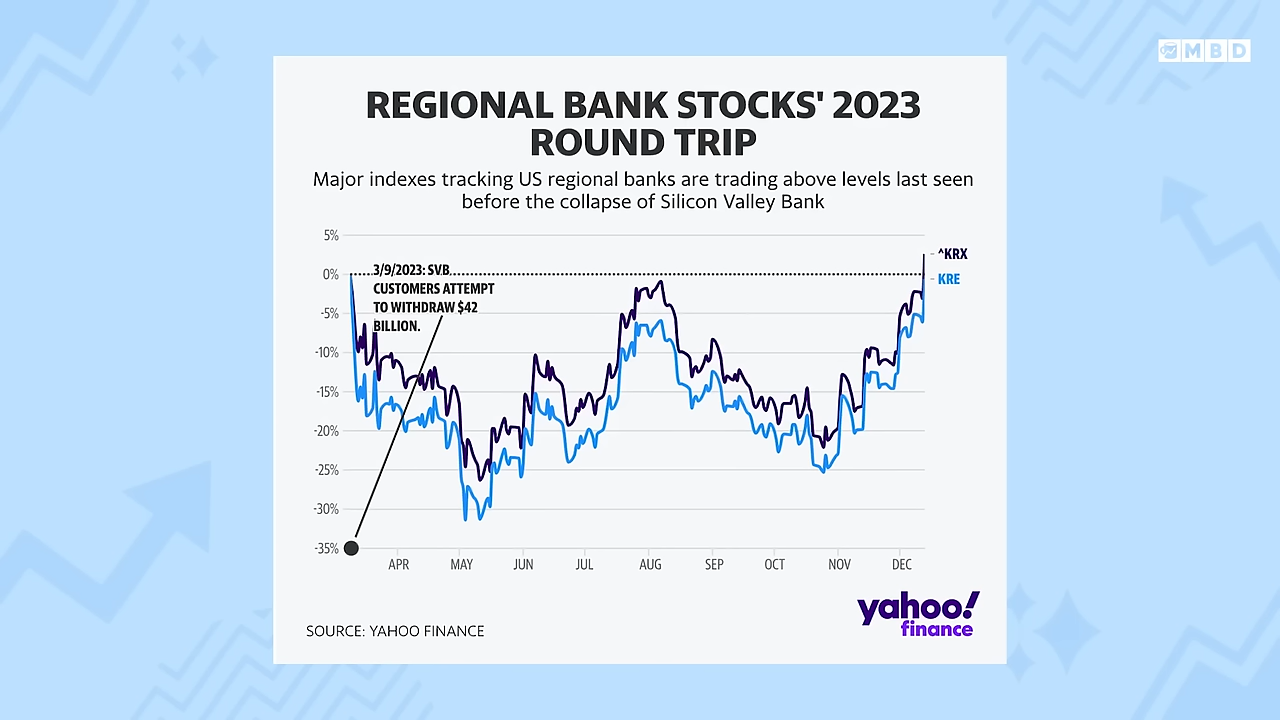 MBD
REGIONAL BANK STOCKS' 2023
ROUND TRIP
Major indexes tracking US regional banks are trading above levels last seen
before the collapse of Silicon Valley Bank
5%
0%
-5%
-10%
-15%
-20%
-25%
-30%
-35%
3/9/2023: SVB
CUSTOMERS ATTEMPT
TO WITHDRAW $42
BILLION.
^KRX
KRE
APR MAY JUN JUL AUG SEP OCT NOV DEC
yahoo!
finance
SOURCE: YAHOO FINANCE